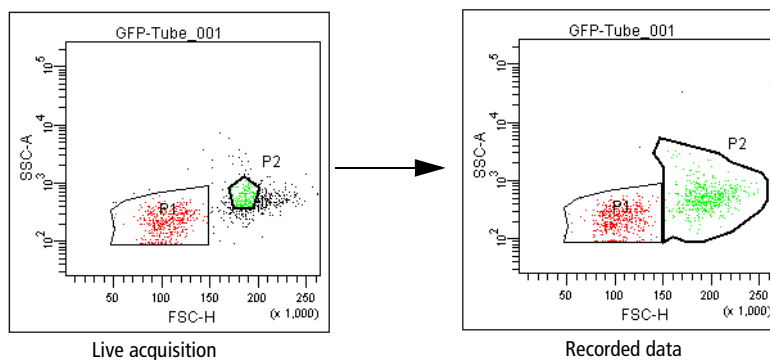 GFP-Tube_001
SSC-A
10^5
10^4
10^3
10^2
P1
P2
50 100 150 200 250
FSC-H (x 1,000)
Live acquisition
GFP-Tube_001
SSC-A
10^5
10^4
10^3
10^2
P1
P2
50 100 150 200 250
FSC-H (x 1,000)
Recorded data